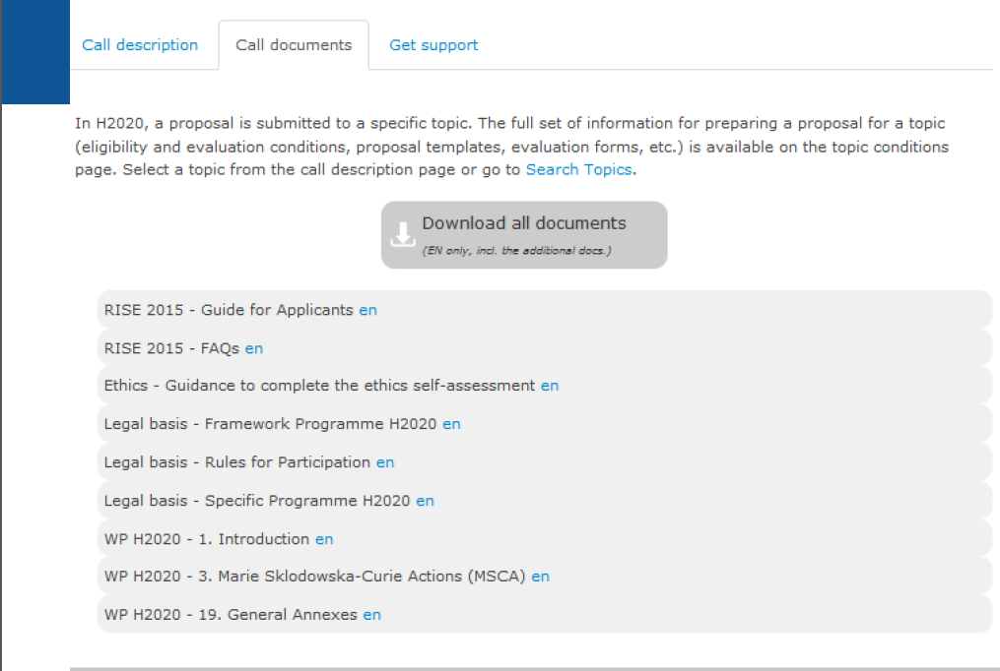 Call description Call documents Get support
In H2020, a proposal is submitted to a specific topic. The full set of information for preparing a proposal for a topic
(eligibility and evaluation conditions, proposal templates, evaluation forms, etc.) is available on the topic conditions
page. Select a topic from the call description page or go to Search Topics.
Download all documents
(EN only, incl. the additional docs.)
RISE 2015 - Guide for Applicants en
RISE 2015 - FAQs en
Ethics - Guidance to complete the ethics self-assessment en
Legal basis - Framework Programme H2020 en
Legal basis - Rules for Participation en
Legal basis - Specific Programme H2020 en
WP H2020 - 1. Introduction en
WP H2020 - 3. Marie Sklodowska-Curie Actions (MSCA) en
WP H2020 - 19. General Annexes en